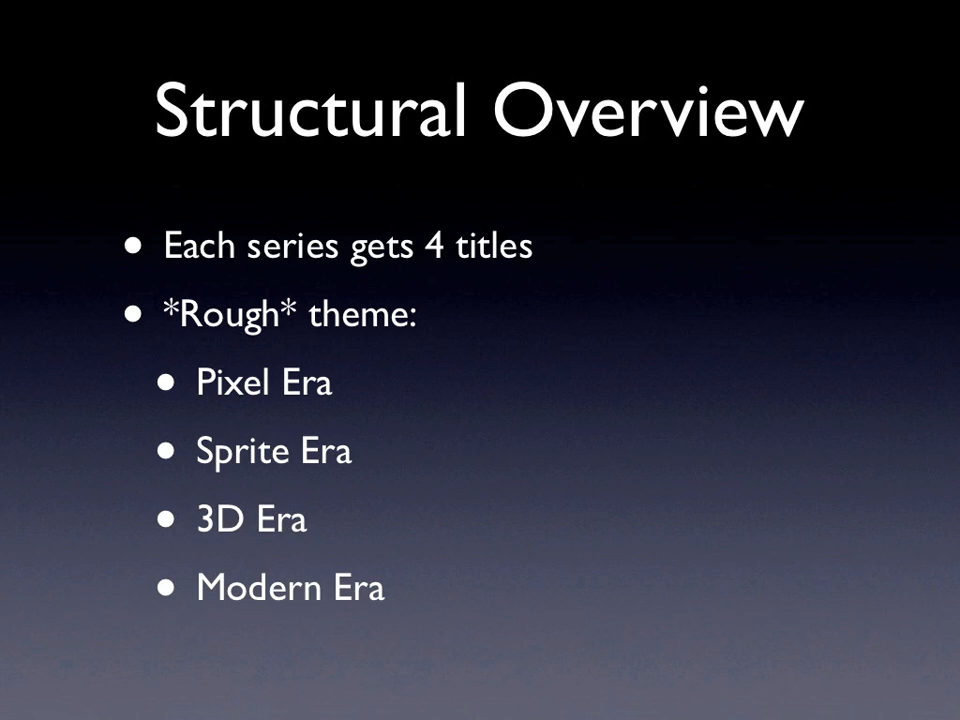 Structural Overview
• Each series gets 4 titles
• *Rough* theme:
• Pixel Era
• Sprite Era
• 3D Era
• Modern Era